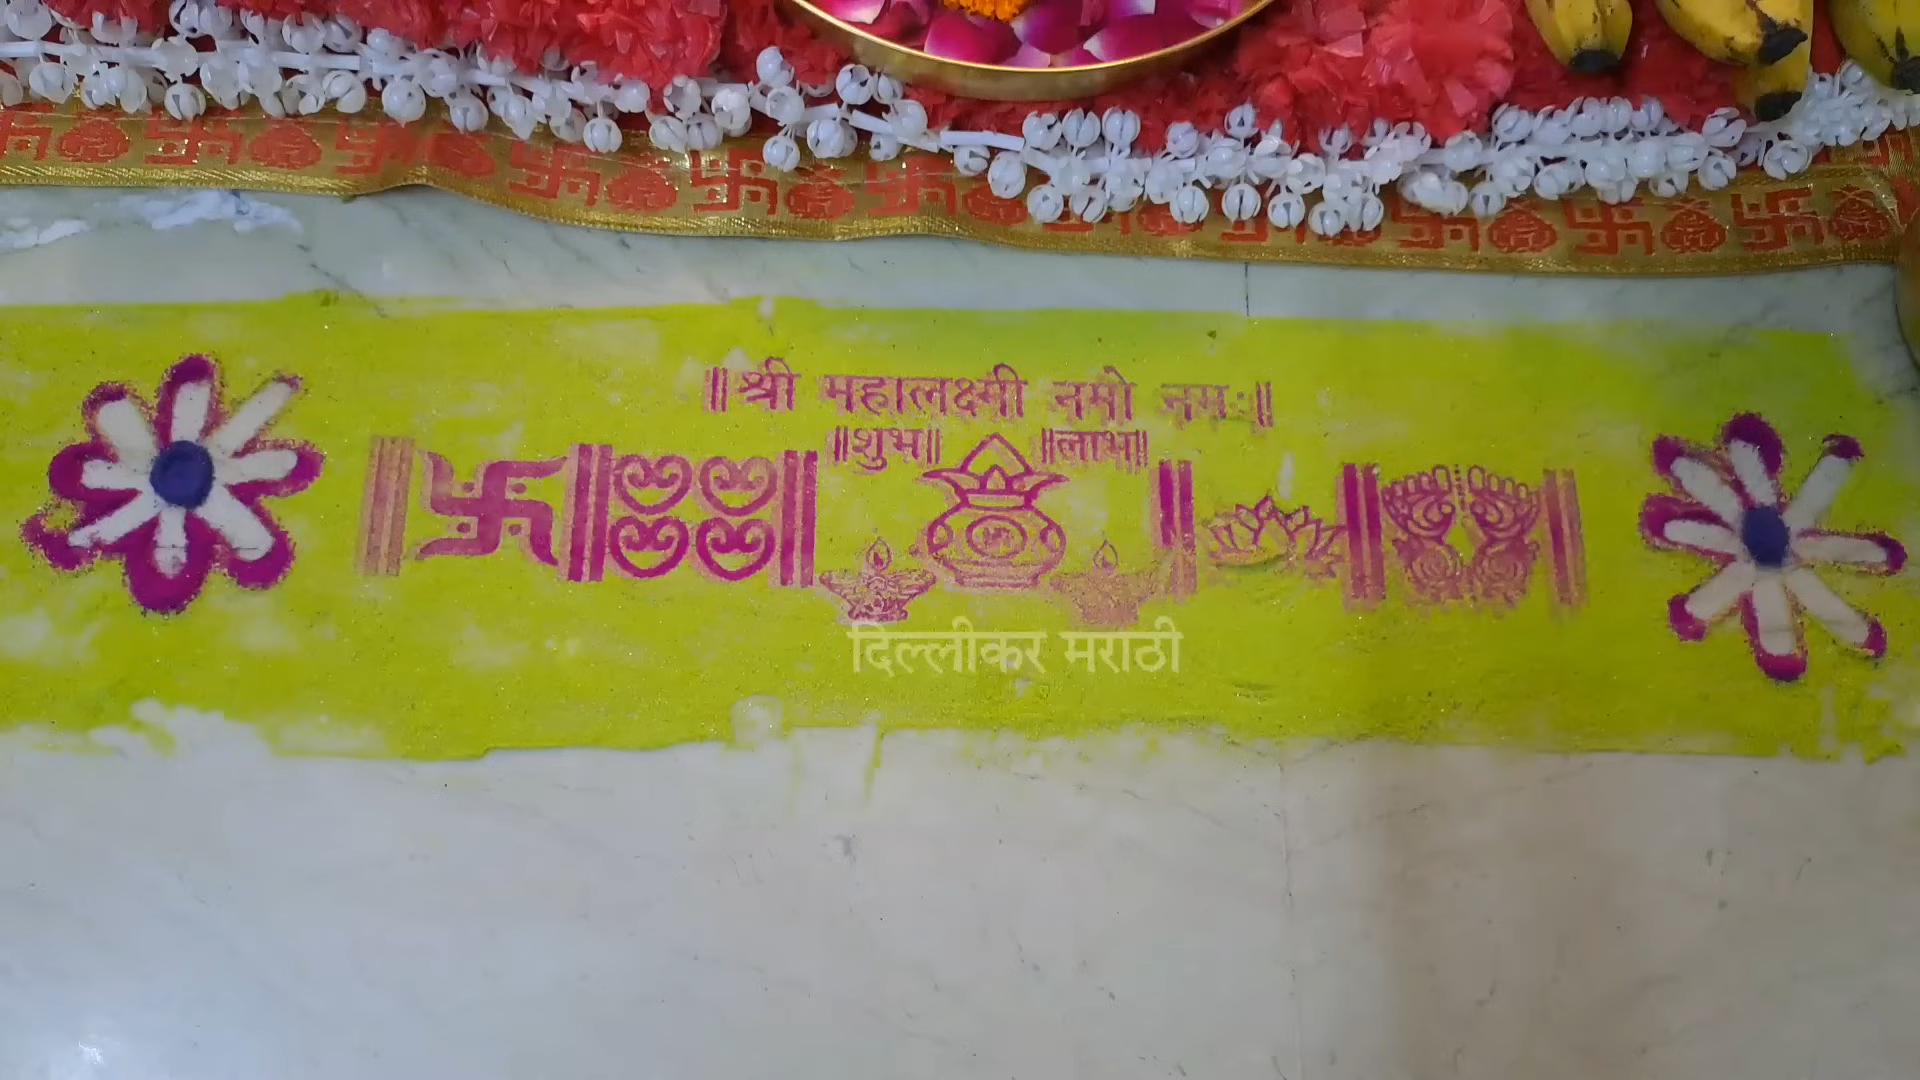 ॥श्री महालक्ष्मी नमो नमः॥
॥शुभ॥ ॥लाभ॥
दिल्लीकर मराठी